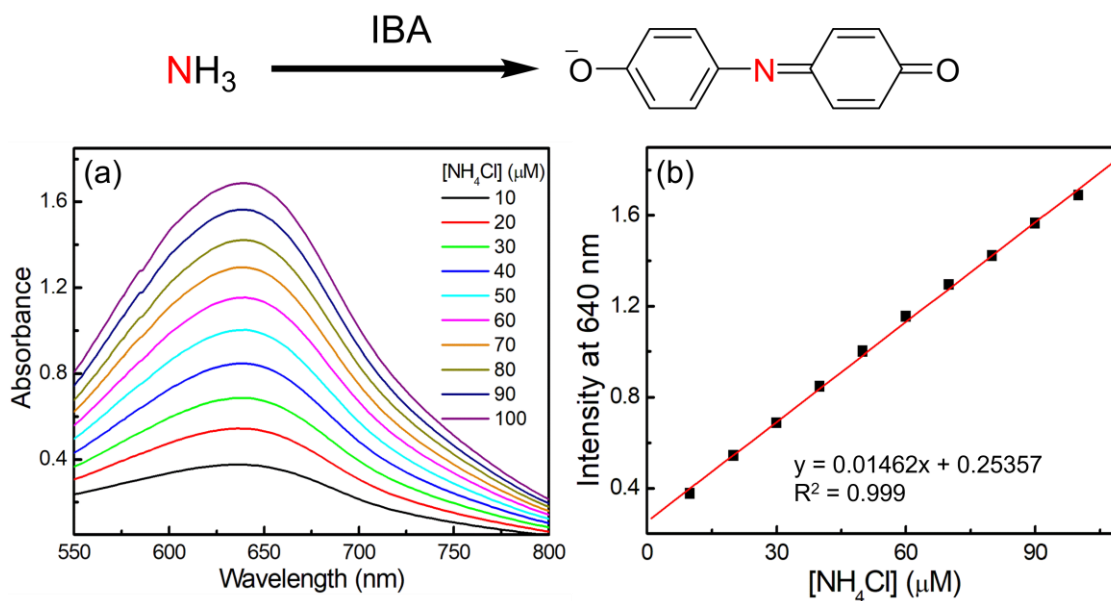 IBA
NH₃
⁻O
N
O
(a)
[NH₄Cl] (μM)
10
20
30
40
50
60
70
80
90
100
1.6
1.2
0.8
0.4
Absorbance
550 600 650 700 750 800
Wavelength (nm)
(b)
1.6
1.2
0.8
0.4
Intensity at 640 nm
y = 0.01462x + 0.25357
R² = 0.999
0 30 60 90
[NH₄Cl] (μM)